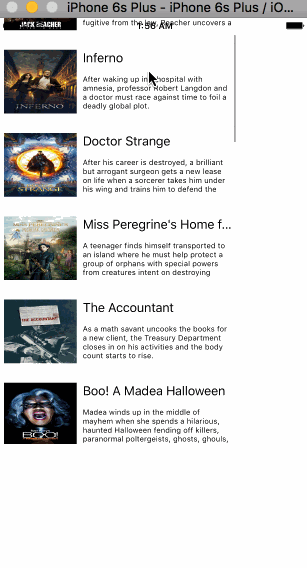 iPhone 6s Plus - iPhone 6s Plus / iO...
JACK REACHER
fugitive from the law, Reacher uncovers a
1:56 AM
Inferno
After waking up in a hospital with
amnesia, professor Robert Langdon and
a doctor must race against time to foil a
deadly global plot.
INFERNO
Doctor Strange
After his career is destroyed, a brilliant
but arrogant surgeon gets a new lease
on life when a sorcerer takes him under
his wing and trains him to defend the
STRANGE
Miss Peregrine's Home f...
A teenager finds himself transported to
an island where he must help protect a
group of orphans with special powers
from creatures intent on destroying
The Accountant
As a math savant uncooks the books for
a new client, the Treasury Department
closes in on his activities and the body
count starts to rise.
THE ACCOUNTANT
Boo! A Madea Halloween
Madea winds up in the middle of
mayhem when she spends a hilarious,
haunted Halloween fending off killers,
paranormal poltergeists, ghosts, ghouls,
BOO!